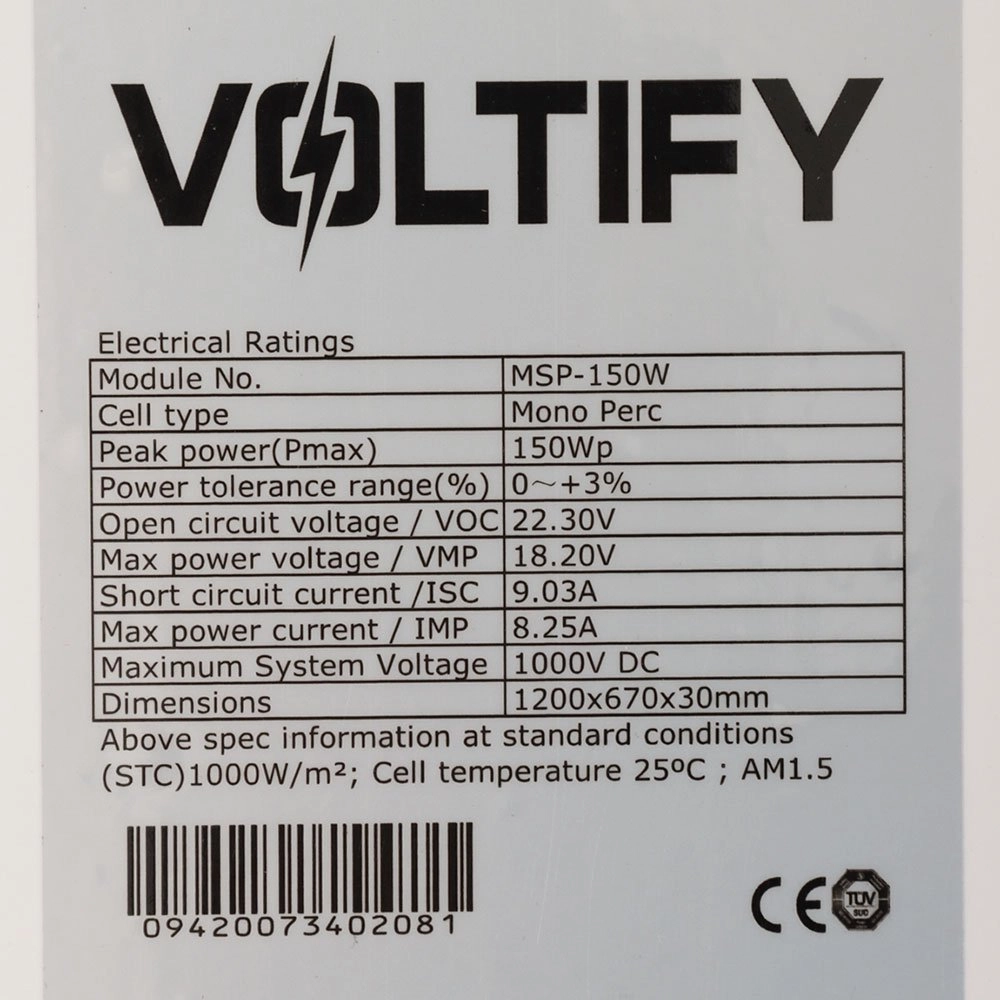 VOLTIFY
Electrical Ratings
Module No. MSP-150W
Cell type Mono Perc
Peak power(Pmax) 150Wp
Power tolerance range(%) 0~+3%
Open circuit voltage / VOC 22.30V
Max power voltage / VMP 18.20V
Short circuit current /ISC 9.03A
Max power current / IMP 8.25A
Maximum System Voltage 1000V DC
Dimensions 1200x670x30mm
Above spec information at standard conditions
(STC)1000W/m²; Cell temperature 25ºC ; AM1.5
09420073402081
CE TÜV
SUC